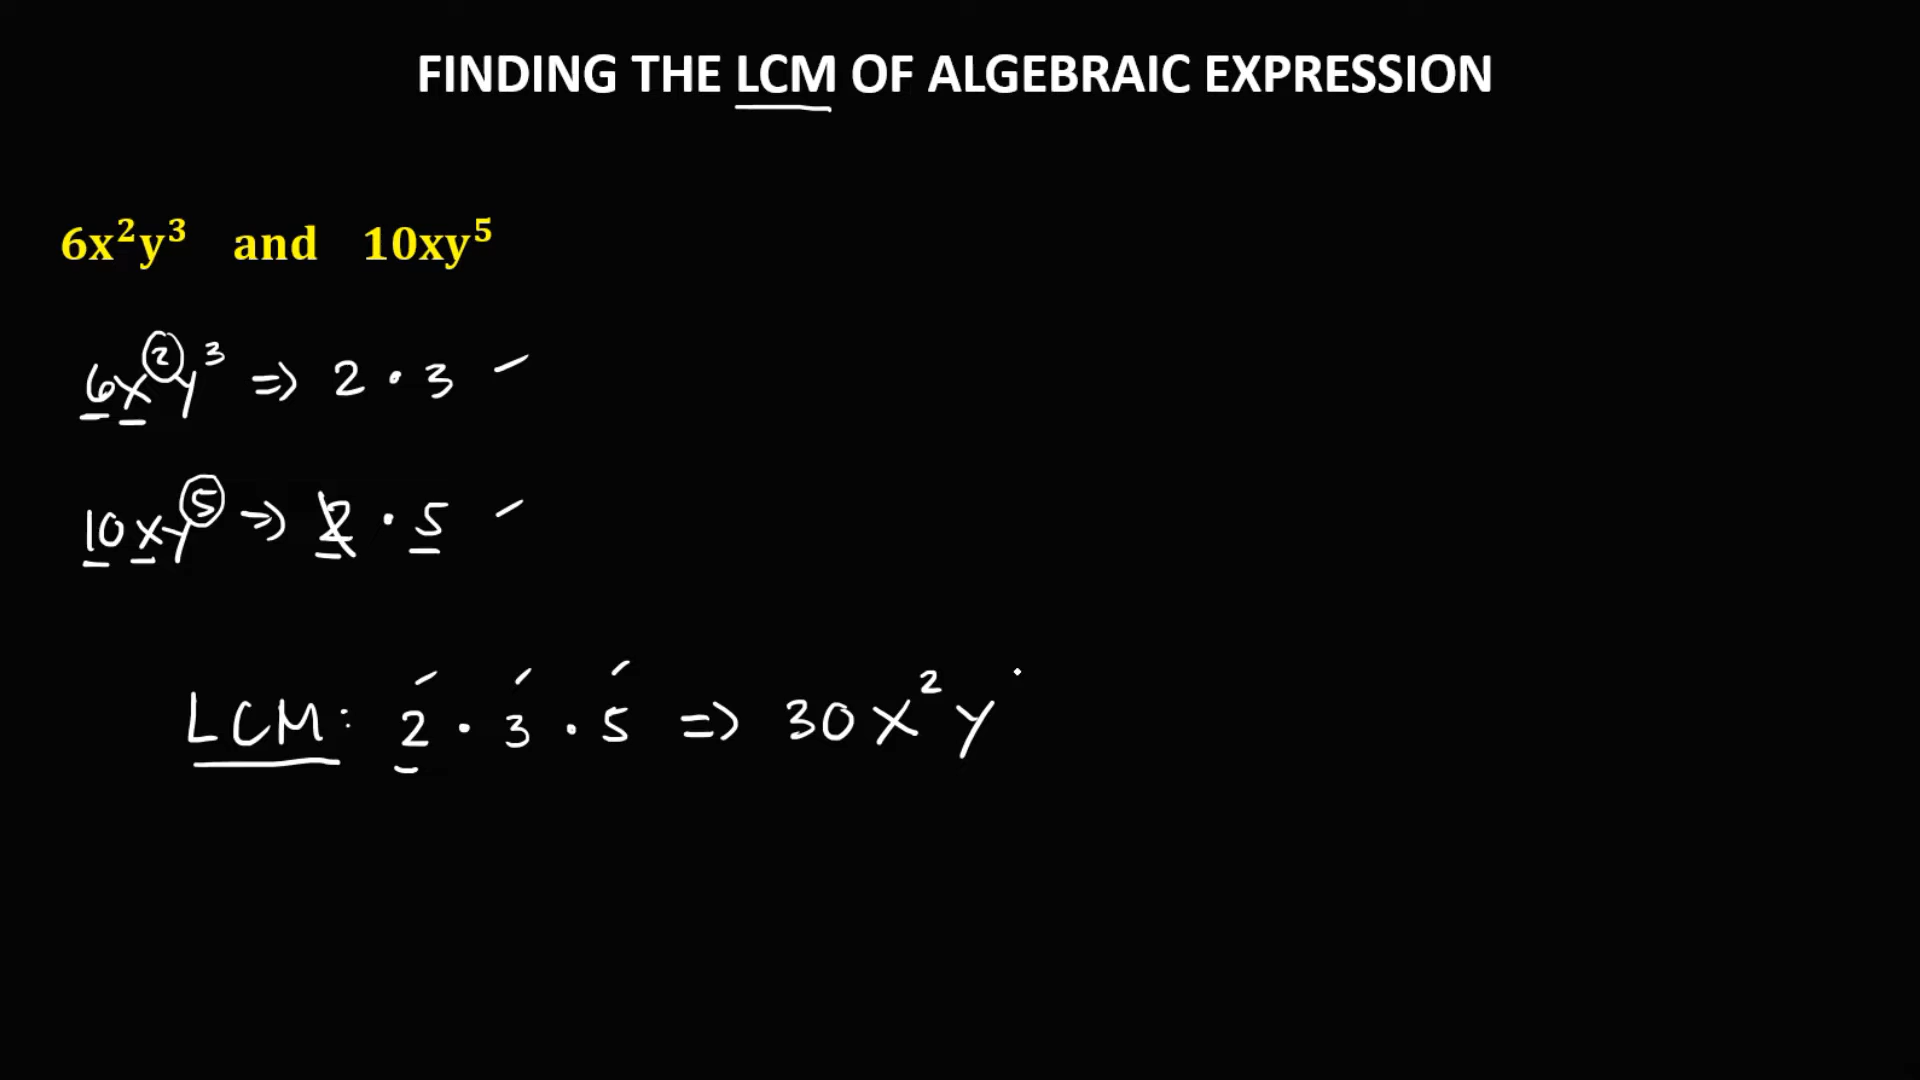 FINDING THE LCM OF ALGEBRAIC EXPRESSION
6x²y³ and 10xy⁵
6x²y³ => 2 · 3
10xy⁵ => 2 · 5
LCM: 2 · 3 · 5 => 30x²y